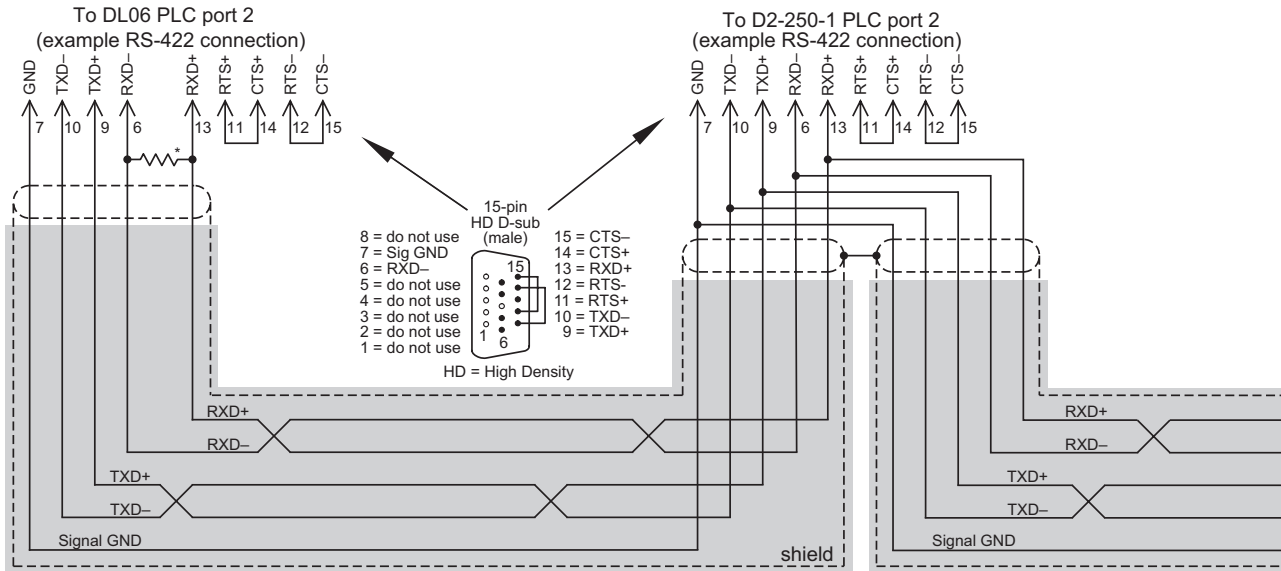 To DL06 PLC port 2
(example RS-422 connection)
GND
TXD–
TXD+
RXD–
RXD+
RTS+
CTS+
RTS–
CTS–
7
10
9
6
13
11
14
12
15
*
To D2-250-1 PLC port 2
(example RS-422 connection)
GND
TXD–
TXD+
RXD–
RXD+
RTS+
CTS+
RTS–
CTS–
7
10
9
6
13
11
14
12
15
15-pin
HD D-sub
(male)
8 = do not use
7 = Sig GND
6 = RXD–
5 = do not use
4 = do not use
3 = do not use
2 = do not use
1 = do not use
15
1
6
15 = CTS–
14 = CTS+
13 = RXD+
12 = RTS-
11 = RTS+
10 = TXD–
9 = TXD+
HD = High Density
RXD+
RXD–
TXD+
TXD–
Signal GND
shield
RXD+
RXD–
TXD+
TXD–
Signal GND